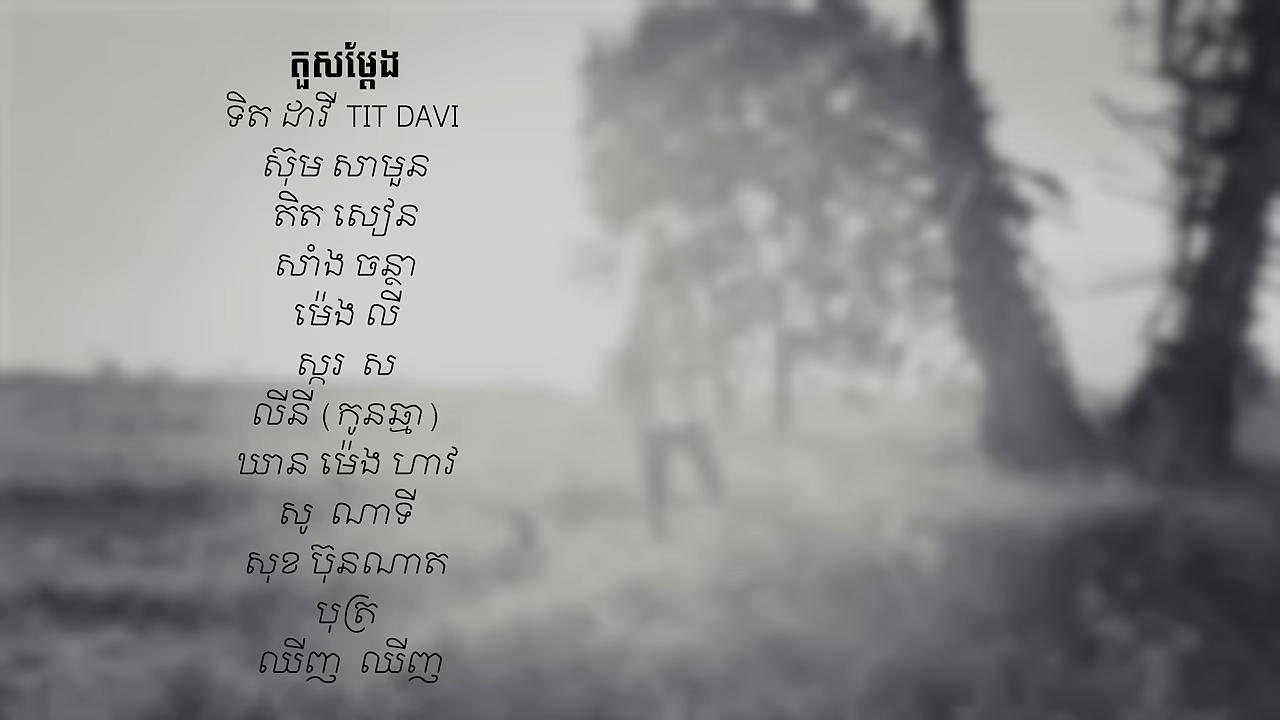 តួសម្ដែង
ទិត ដាវី TIT DAVI
ស៊ុម សាមួន
តិត សៀន
សាំង ចន្ថា
ម៉េង លី
ស្ករ ស
លីនី (កូនឆ្មា)
ឃាន ម៉េង ហាវ
សូ ណាទី
សុខ ប៊ុនណាត
បុត្រ
ឈើញ ឈើញ